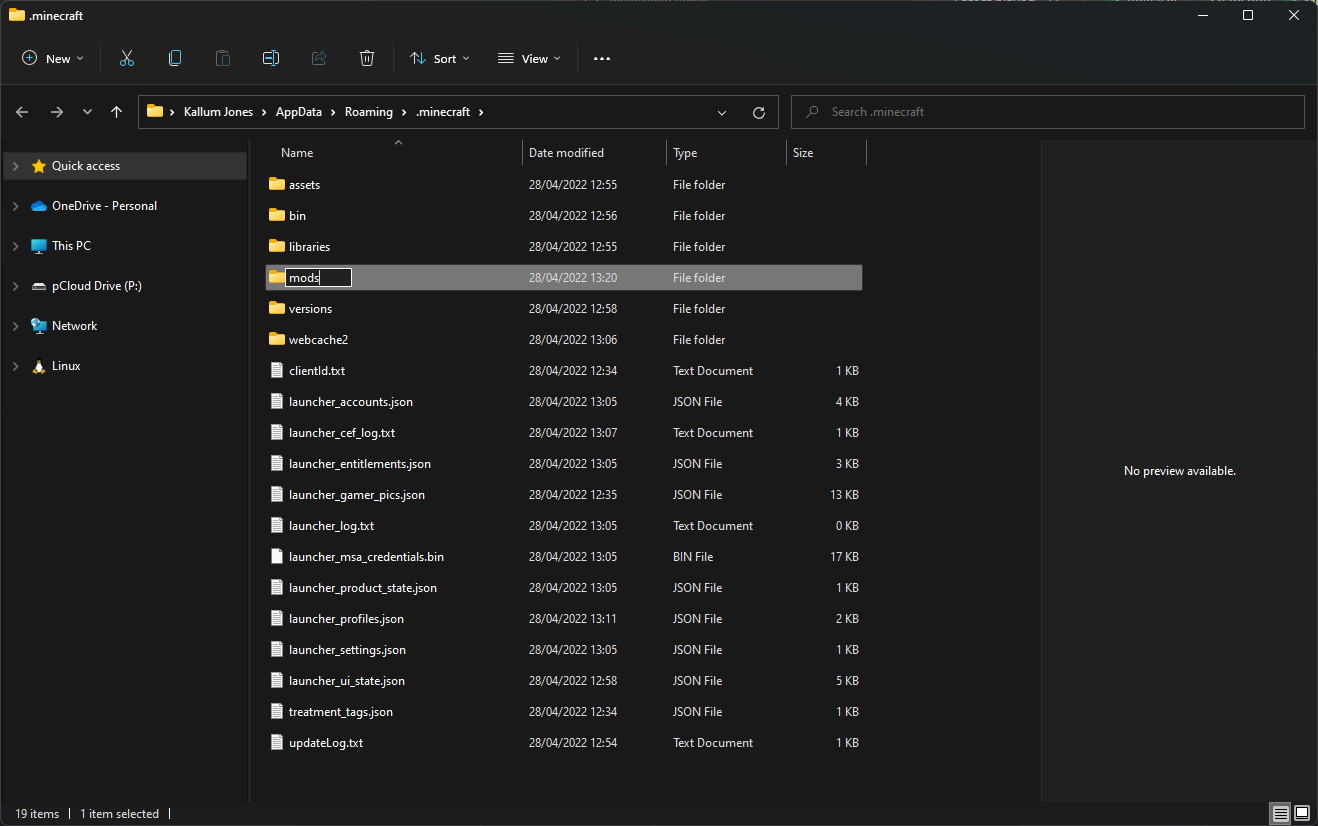 .minecraft
New
Sort
View
Kallum Jones
AppData
Roaming
.minecraft
Search .minecraft
Quick access
OneDrive - Personal
This PC
pCloud Drive (P:)
Network
Linux
Name Date modified Type Size
assets 28/04/2022 12:55 File folder
bin 28/04/2022 12:56 File folder
libraries 28/04/2022 12:55 File folder
mods 28/04/2022 13:20 File folder
versions 28/04/2022 12:58 File folder
webcache2 28/04/2022 13:06 File folder
clientId.txt 28/04/2022 12:34 Text Document 1 KB
launcher_accounts.json 28/04/2022 13:05 JSON File 4 KB
launcher_cef_log.txt 28/04/2022 13:07 Text Document 1 KB
launcher_entitlements.json 28/04/2022 13:05 JSON File 3 KB
launcher_gamer_pics.json 28/04/2022 12:35 JSON File 13 KB
launcher_log.txt 28/04/2022 13:05 Text Document 0 KB
launcher_msa_credentials.bin 28/04/2022 13:05 BIN File 17 KB
launcher_product_state.json 28/04/2022 13:05 JSON File 1 KB
launcher_profiles.json 28/04/2022 13:11 JSON File 2 KB
launcher_settings.json 28/04/2022 13:05 JSON File 1 KB
launcher_ui_state.json 28/04/2022 12:58 JSON File 5 KB
treatment_tags.json 28/04/2022 12:34 JSON File 1 KB
updateLog.txt 28/04/2022 12:54 Text Document 1 KB
No preview available.
19 items
1 item selected